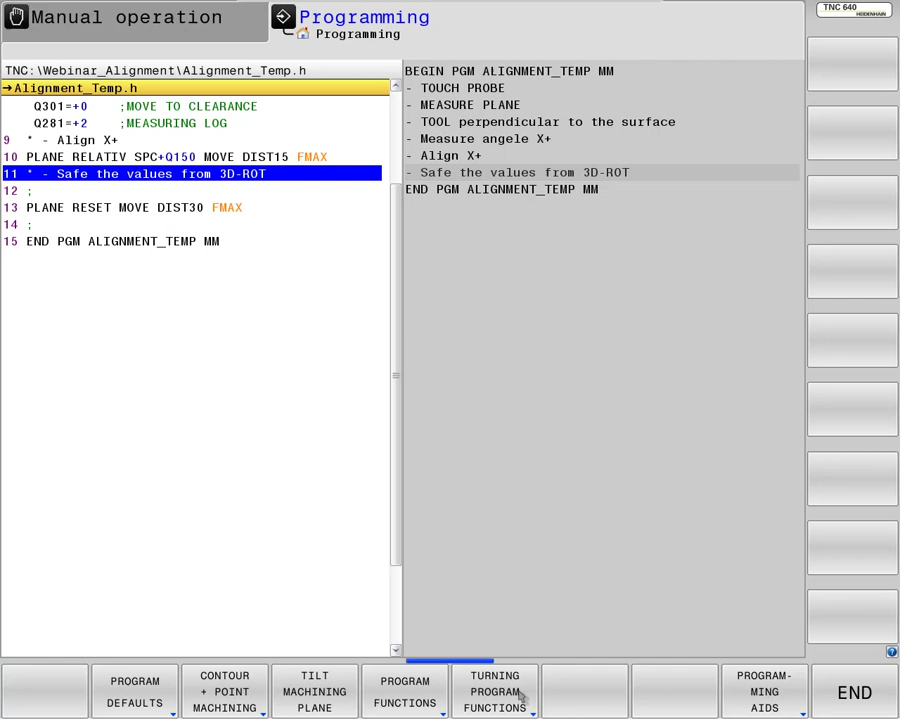 Manual operation
Programming
Programming
TNC 640
HEIDENHAIN
TNC:\Webinar_Alignment\Alignment_Temp.h
→Alignment_Temp.h
Q301=+0 ;MOVE TO CLEARANCE
Q281=+2 ;MEASURING LOG
9 * - Align X+
10 PLANE RELATIV SPC+Q150 MOVE DIST15 FMAX
11 * - Safe the values from 3D-ROT
12 ;
13 PLANE RESET MOVE DIST30 FMAX
14 ;
15 END PGM ALIGNMENT_TEMP MM
BEGIN PGM ALIGNMENT_TEMP MM
- TOUCH PROBE
- MEASURE PLANE
- TOOL perpendicular to the surface
- Measure angele X+
- Align X+
- Safe the values from 3D-ROT
END PGM ALIGNMENT_TEMP MM
PROGRAM
DEFAULTS
CONTOUR
+ POINT
MACHINING
TILT
MACHINING
PLANE
PROGRAM
FUNCTIONS
TURNING
PROGRAM
FUNCTIONS
PROGRAM-
MING
AIDS
END